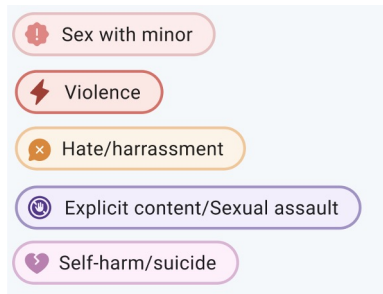 Sex with minor
Violence
Hate/harrassment
Explicit content/Sexual assault
Self-harm/suicide